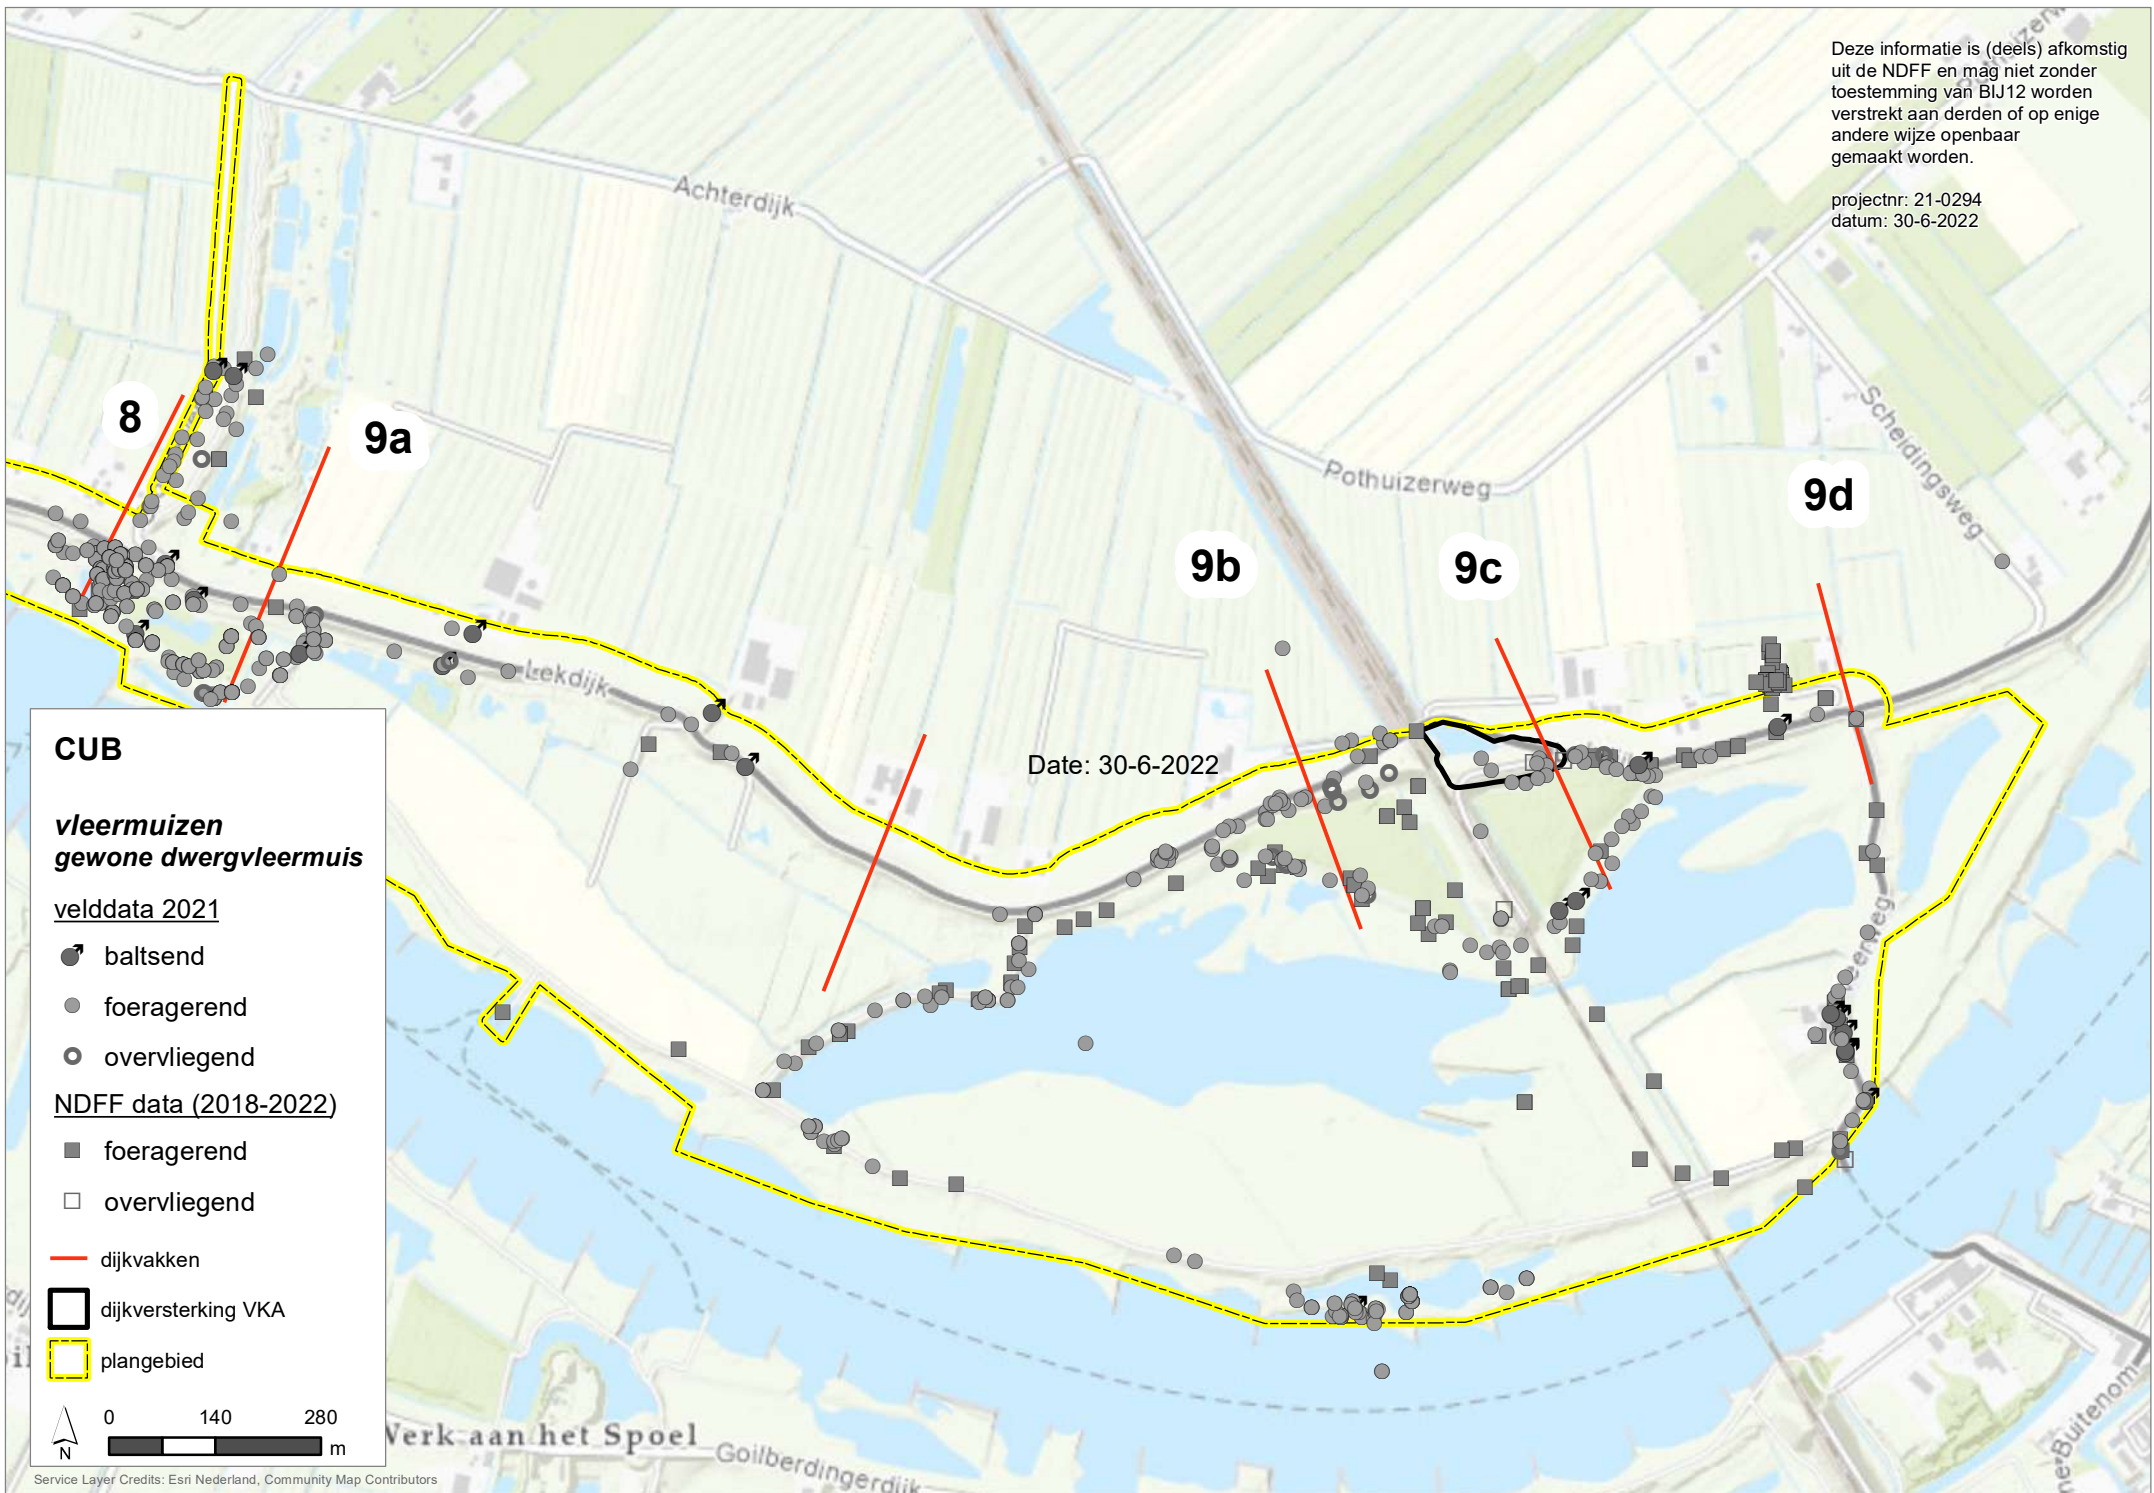 Deze informatie is (deels) afkomstig
uit de NDFF en mag niet zonder
toestemming van BIJ12 worden
verstrekt aan derden of op enige
andere wijze openbaar
gemaakt worden.
projectnr: 21-0294
datum: 30-6-2022
Achterdijk
8
9a
Pothuizerweg
Scheidingsweg
9d
9b
9c
Lekdijk
Date: 30-6-2022
CUB
vleermuizen
gewone dwergvleermuis
velddata 2021
baltsend
foeragerend
overvliegend
NDFF data (2018-2022)
foeragerend
overvliegend
dijkvakken
dijkversterking VKA
plangebied
0 140 280
m
N
Werk aan het Spoel
Goilberdingerdijk
Service Layer Credits: Esri Nederland, Community Map Contributors